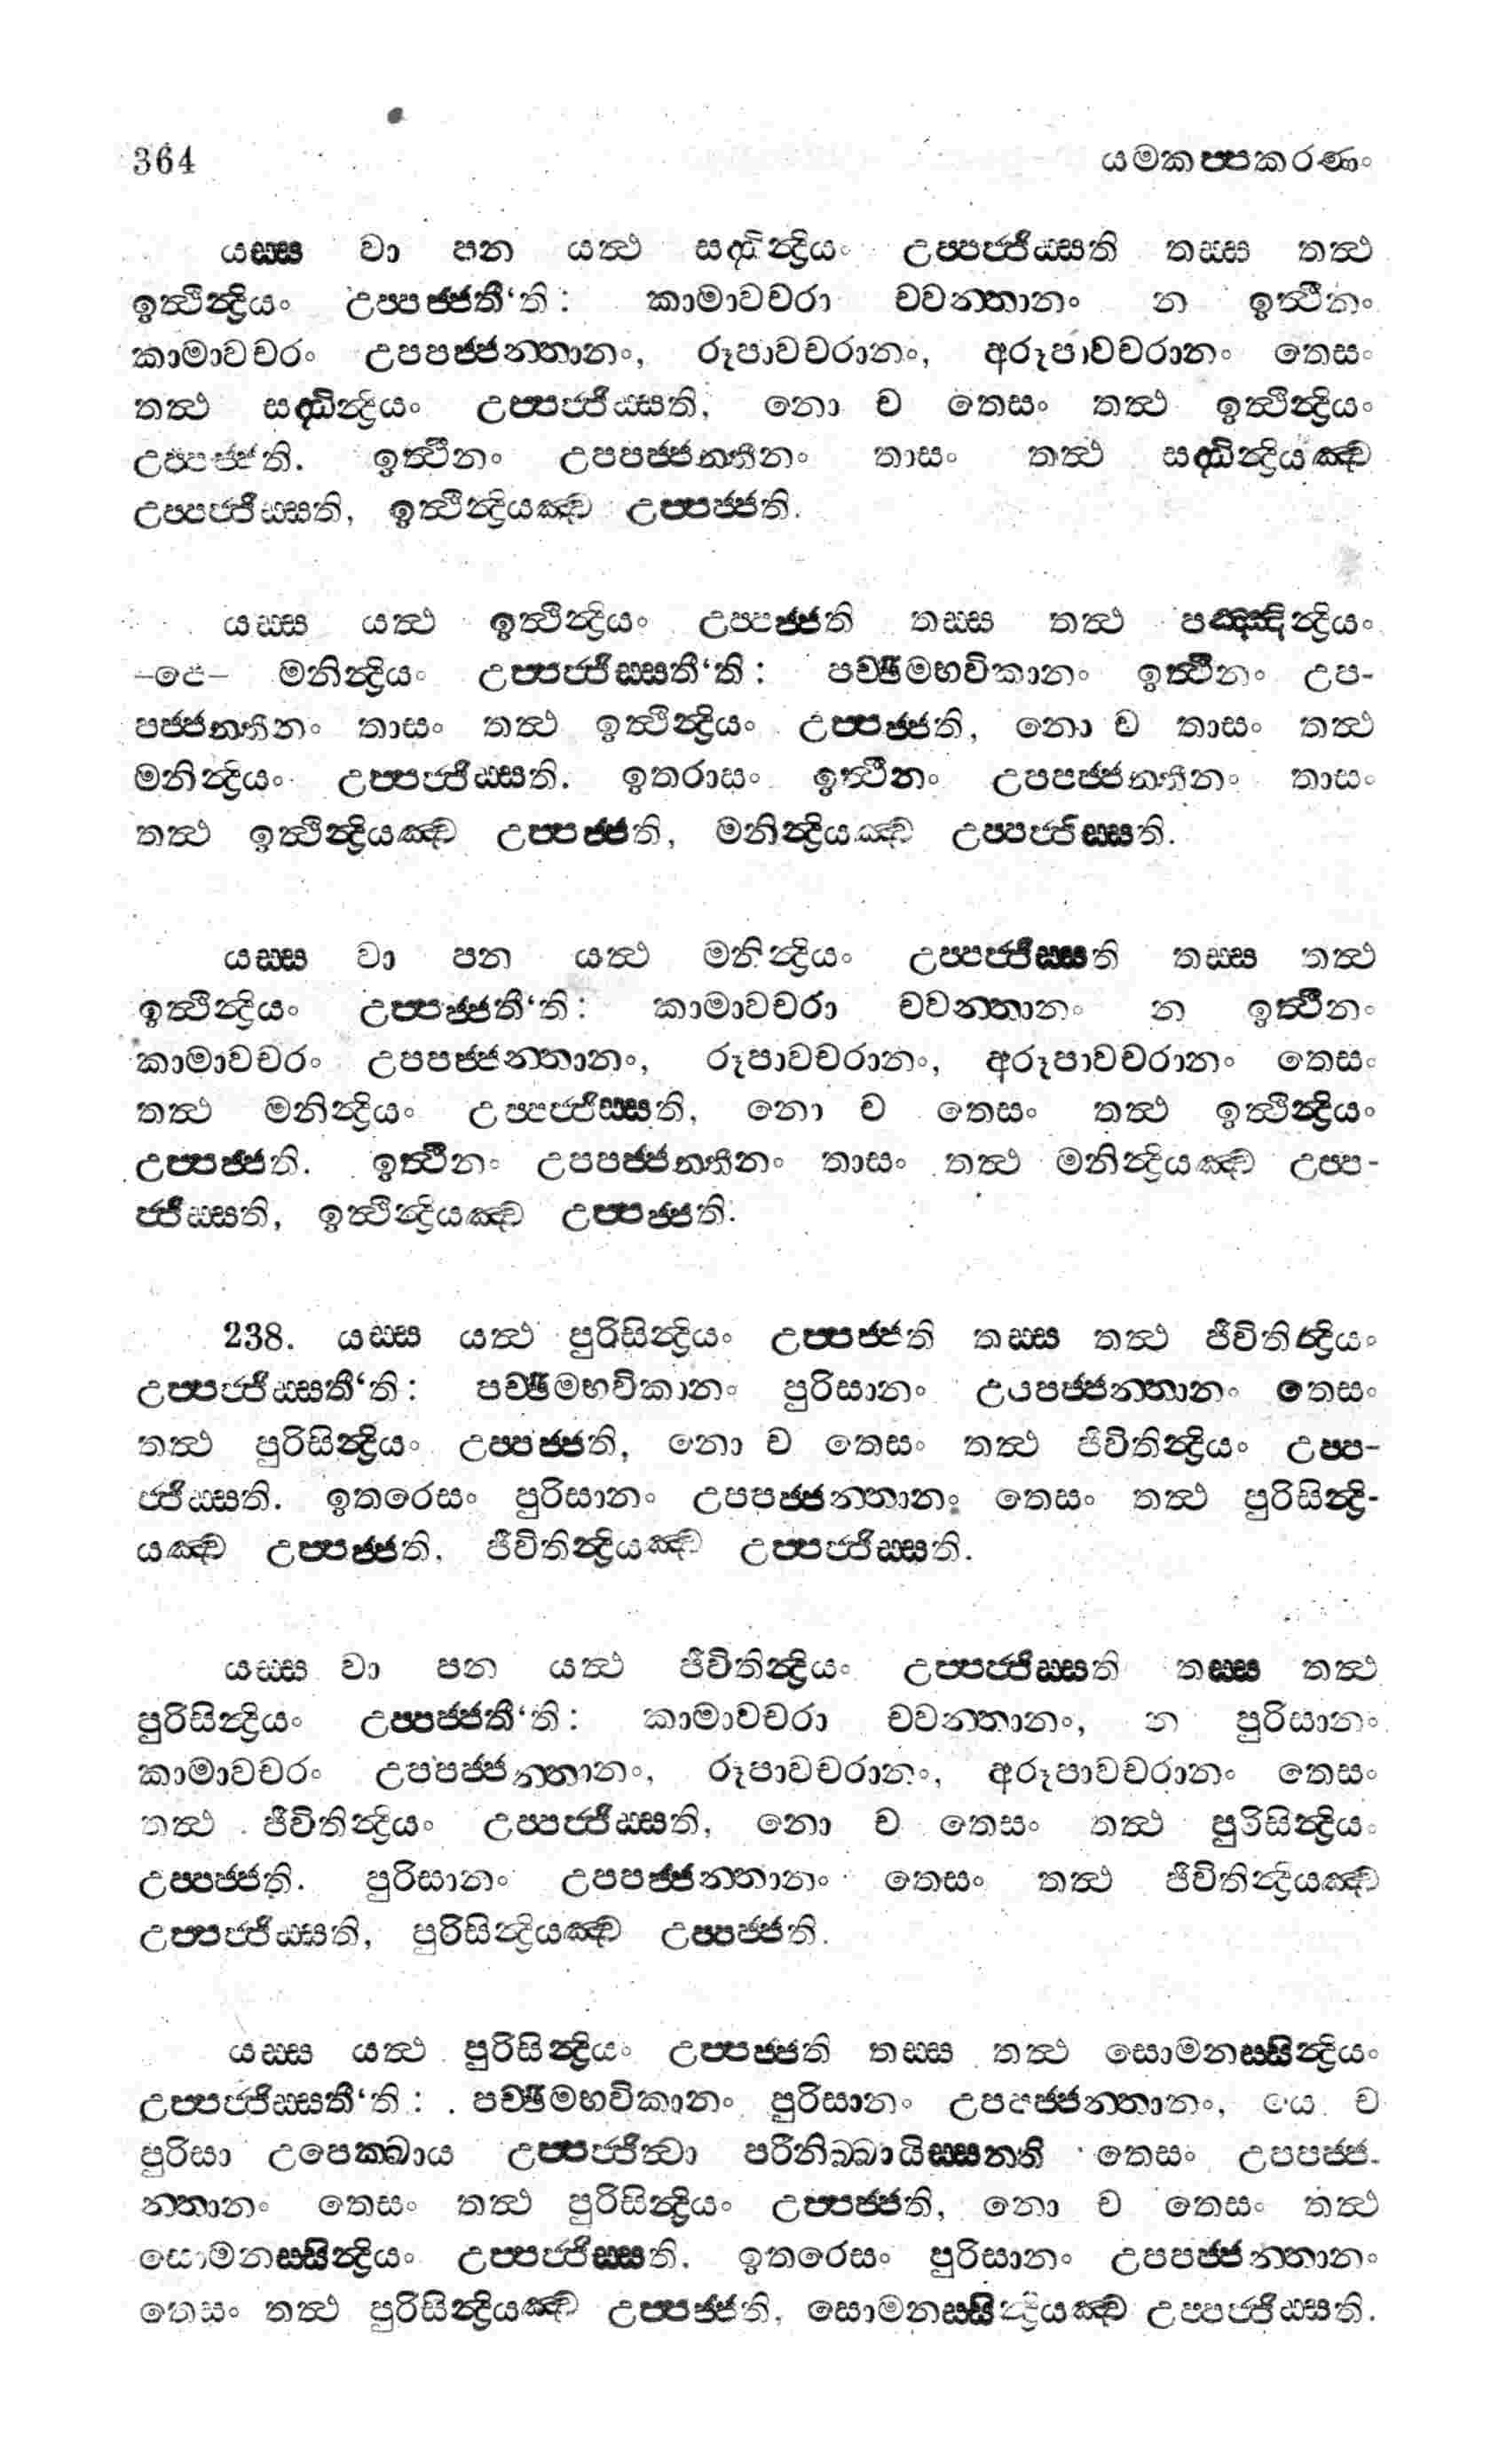 364 යමකප්පකරණං
යස්ස වා පන යත්ථ සද්ධින්ද්‍රියං උප්පජ්ජිස්සති තස්ස තත්ථ
ඉත්ථින්ද්‍රියං උප්පජ්ජතී‘ති: කාමාවචරා චවන්තානං න ඉත්ථීනං
කාමාවචරං උපපජ්ජන්තානං, රූපාවචරානං, අරූපාවචරානං තෙසං
තත්ථ සද්ධින්ද්‍රියං උප්පජ්ජිස්සති, නො ච තෙසං තත්ථ ඉත්ථින්ද්‍රියං
උප්පජ්ජති. ඉත්ථීනං උපපජ්ජන්තීනං තාසං තත්ථ සද්ධින්ද්‍රියඤ්ච
උප්පජ්ජිස්සති, ඉත්ථින්ද්‍රියඤ්ච උප්පජ්ජති.
යස්ස යත්ථ ඉත්ථින්ද්‍රියං උප්පජ්ජති තස්ස තත්ථ පඤ්ඤින්ද්‍රියං
–පෙ– මනින්ද්‍රියං උප්පජ්ජිස්සතී‘ති: පච්ඡිමභවිකානං ඉත්ථීනං උප-
පජ්ජන්තීනං තාසං තත්ථ ඉත්ථින්ද්‍රියං උප්පජ්ජති, නො ච තාසං තත්ථ
මනින්ද්‍රියං උප්පජ්ජිස්සති. ඉතරාසං ඉත්ථීනං උපපජ්ජන්තීනං තාසං
තත්ථ ඉත්ථින්ද්‍රියඤ්ච උප්පජ්ජති, මනින්ද්‍රියඤ්ච උප්පජ්ජිස්සති.
යස්ස වා පන යත්ථ මනින්ද්‍රියං උප්පජ්ජිස්සති තස්ස තත්ථ
ඉත්ථින්ද්‍රියං උප්පජ්ජතී‘ති: කාමාවචරා චවන්තානං න ඉත්ථීනං
කාමාවචරං උපපජ්ජන්තානං, රූපාවචරානං, අරූපාවචරානං තෙසං
තත්ථ මනින්ද්‍රියං උප්පජ්ජිස්සති, නො ච තෙසං තත්ථ ඉත්ථින්ද්‍රියං
උප්පජ්ජති. ඉත්ථීනං උපපජ්ජන්තීනං තාසං තත්ථ මනින්ද්‍රියඤ්ච උප්ප-
ජ්ජිස්සති, ඉත්ථින්ද්‍රියඤ්ච උප්පජ්ජති.
238. යස්ස යත්ථ පුරිසින්ද්‍රියං උප්පජ්ජති තස්ස තත්ථ ජීවිතින්ද්‍රියං
උප්පජ්ජිස්සතී‘ති: පච්ඡිමභවිකානං පුරිසානං උපපජ්ජන්තානං තෙසං
තත්ථ පුරිසින්ද්‍රියං උප්පජ්ජති, නො ච තෙසං තත්ථ ජීවිතින්ද්‍රියං උප්ප-
ජ්ජිස්සති. ඉතරෙසං පුරිසානං උපපජ්ජන්තානං තෙසං තත්ථ පුරිසින්ද්‍රි-
යඤ්ච උප්පජ්ජති, ජීවිතින්ද්‍රියඤ්ච උප්පජ්ජිස්සති.
යස්ස වා පන යත්ථ ජීවිතින්ද්‍රියං උප්පජ්ජිස්සති තස්ස තත්ථ
පුරිසින්ද්‍රියං උප්පජ්ජතී‘ති: කාමාවචරා චවන්තානං, න පුරිසානං
කාමාවචරං උපපජ්ජන්තානං, රූපාවචරානං, අරූපාවචරානං තෙසං
තත්ථ ජීවිතින්ද්‍රියං උප්පජ්ජිස්සති, නො ච තෙසං තත්ථ පුරිසින්ද්‍රියං
උප්පජ්ජති. පුරිසානං උපපජ්ජන්තානං තෙසං තත්ථ ජීවිතින්ද්‍රියඤ්ච
උප්පජ්ජිස්සති, පුරිසින්ද්‍රියඤ්ච උප්පජ්ජති.
යස්ස යත්ථ පුරිසින්ද්‍රියං උප්පජ්ජති තස්ස තත්ථ සොමනස්සින්ද්‍රියං
උප්පජ්ජිස්සතී‘ති: පච්ඡිමභවිකානං පුරිසානං උපපජ්ජන්තානං, යෙ ච
පුරිසා උපෙක්ඛාය උප්පජ්ජිත්වා පරිනිබ්බායිස්සන්ති තෙසං උපපජ්ජ-
න්තානං තෙසං තත්ථ පුරිසින්ද්‍රියං උප්පජ්ජති, නො ච තෙසං තත්ථ
සොමනස්සින්ද්‍රියං උප්පජ්ජිස්සති. ඉතරෙසං පුරිසානං උපපජ්ජන්තානං
තෙසං තත්ථ පුරිසින්ද්‍රියඤ්ච උප්පජ්ජති, සොමනස්සින්ද්‍රියඤ්ච උප්පජ්ජිස්සති.